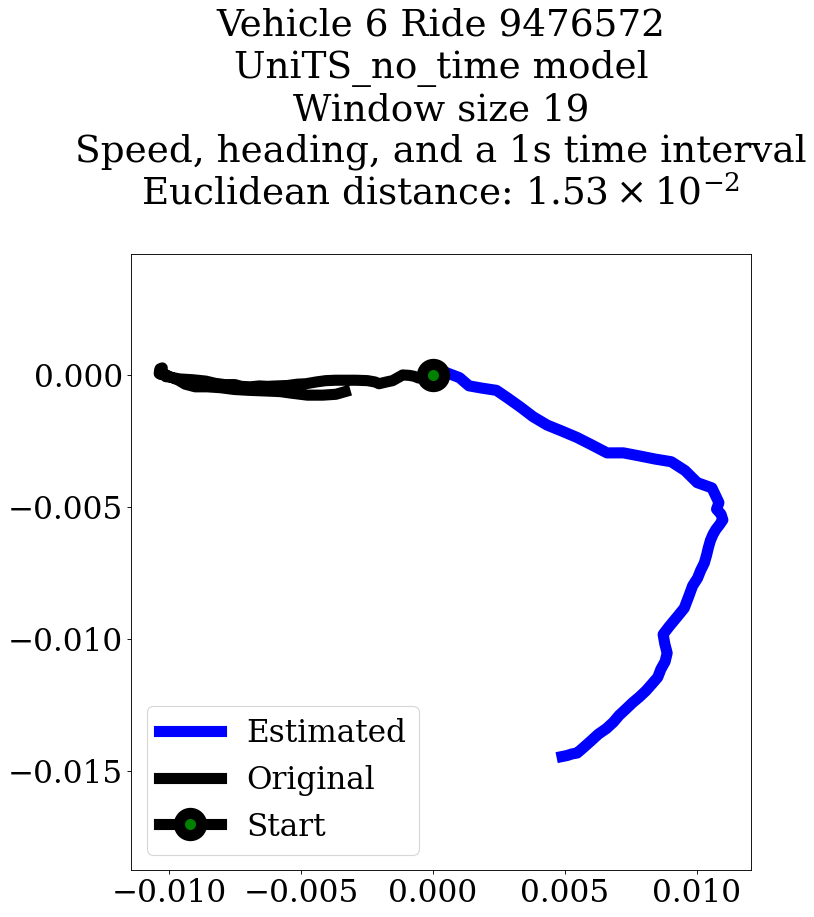 Vehicle 6 Ride 9476572
UniTS_no_time model
Window size 19
Speed, heading, and a 1s time interval
Euclidean distance: 1.53 × 10⁻²
0.000
−0.005
−0.010
−0.015
Estimated
Original
Start
−0.010 −0.005 0.000 0.005 0.010